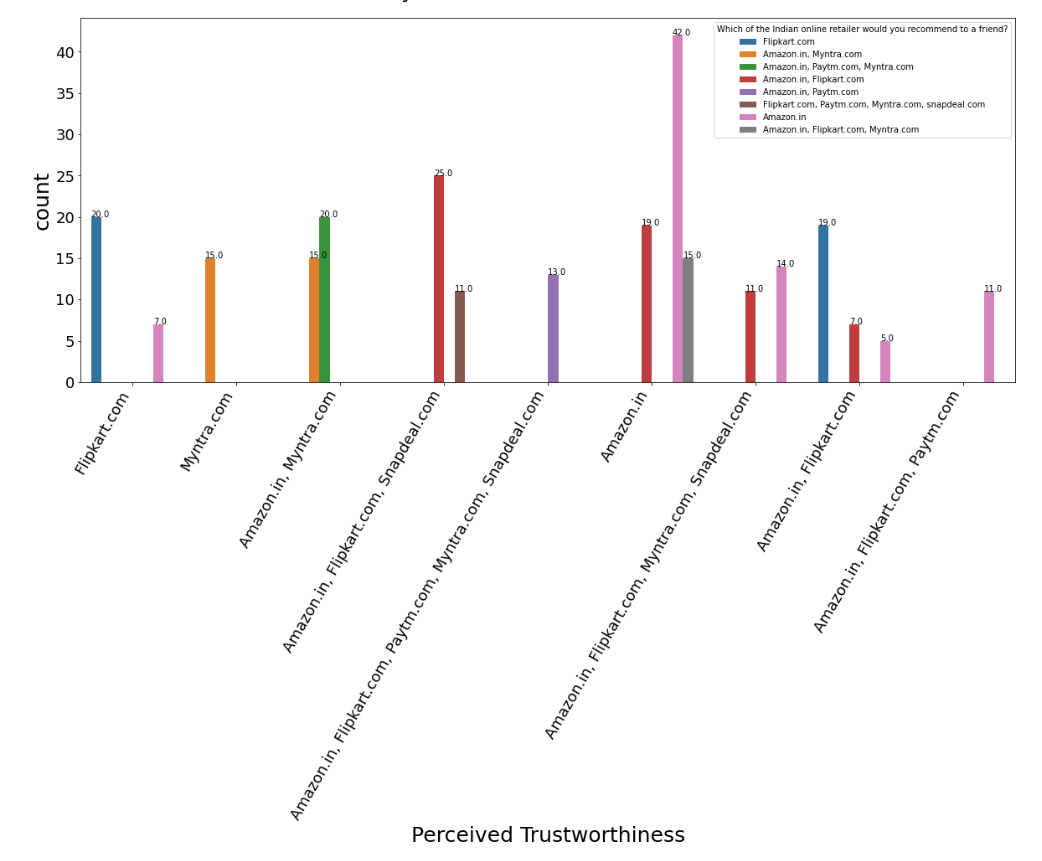 Which of the Indian online retailer would you recommend to a friend?
Flipkart.com
Amazon.in, Myntra.com
Amazon.in, Paytm.com, Myntra.com
Amazon.in, Flipkart.com
Amazon.in, Paytm.com
Flipkart.com, Paytm.com, Myntra.com, snapdeal.com
Amazon.in
Amazon.in, Flipkart.com, Myntra.com
count
40
35
30
25
20
15
10
5
0
20.0
7.0
15.0
15.0
20.0
25.0
11.0
13.0
19.0
42.0
15.0
11.0
14.0
19.0
7.0
5.0
11.0
Flipkart.com
Myntra.com
Amazon.in, Myntra.com
Amazon.in, Flipkart.com, Snapdeal.com
Amazon.in, Flipkart.com, Paytm.com, Myntra.com, Snapdeal.com
Amazon.in
Amazon.in, Flipkart.com, Myntra.com, Snapdeal.com
Amazon.in, Flipkart.com
Amazon.in, Flipkart.com, Paytm.com
Perceived Trustworthiness